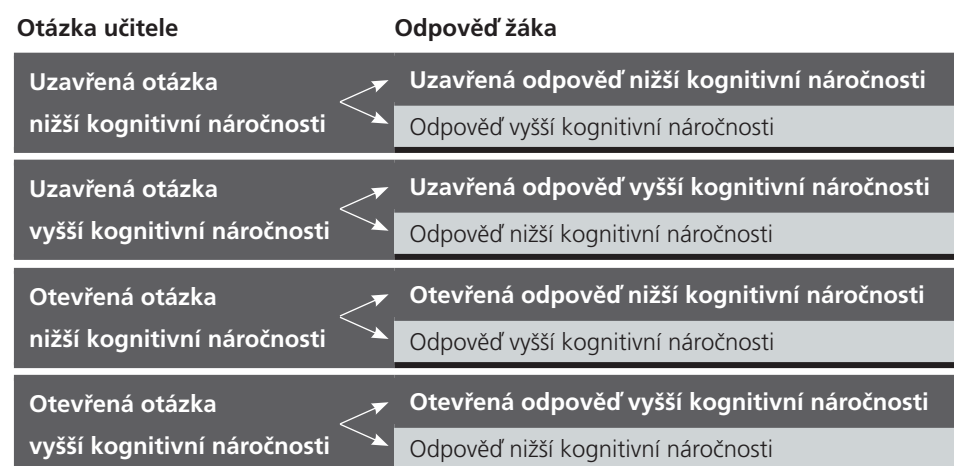 Otázka učitele
Odpověď žáka
Uzavřená otázka
nižší kognitivní náročnosti
Uzavřená odpověď nižší kognitivní náročnosti
Odpověď vyšší kognitivní náročnosti
Uzavřená otázka
vyšší kognitivní náročnosti
Uzavřená odpověď vyšší kognitivní náročnosti
Odpověď nižší kognitivní náročnosti
Otevřená otázka
nižší kognitivní náročnosti
Otevřená odpověď nižší kognitivní náročnosti
Odpověď vyšší kognitivní náročnosti
Otevřená otázka
vyšší kognitivní náročnosti
Otevřená odpověď vyšší kognitivní náročnosti
Odpověď nižší kognitivní náročnosti